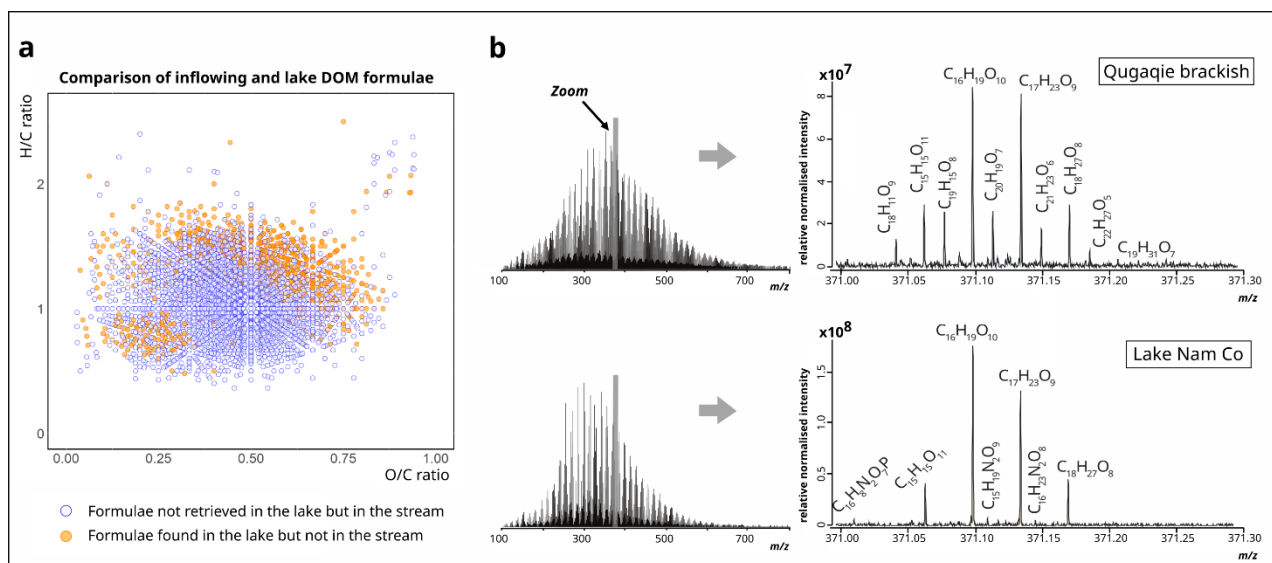 a
Comparison of inflowing and lake DOM formulae
H/C ratio
2
1
0
0.00 0.25 0.50 0.75 1.00
O/C ratio
Formulae not retrieved in the lake but in the stream
Formulae found in the lake but not in the stream
b
Zoom
100 300 400 500 700
m/z
x10⁷
Qugaqie brackish
relative normalised intensity
8
6
4
2
0
C₁₈H₁₁O₉
C₁₅H₁₅O₁₁
C₁₉H₁₅O₈
C₁₆H₁₉O₁₀
C₂₀H₁₉O₇
C₁₇H₂₃O₉
C₂₁H₂₃O₆
C₁₈H₂₇O₈
C₂₂H₂₇O₅
C₁₉H₃₁O₇
371.00 371.05 371.10 371.15 371.20 371.25 371.30
m/z
100 200 300 400 500 700
m/z
x10⁸
Lake Nam Co
relative normalised intensity
1.5
1.0
0.5
0
C₁₆H₈N₂O₇P
C₁₅H₁₅O₁₁
C₁₆H₁₉O₁₀
C₁₅H₁₉N₂O₉
C₁₇H₂₃O₉
C₁₆H₂₃N₂O₈
C₁₈H₂₇O₈
371.00 371.05 371.10 371.15 371.20 371.25 371.30
m/z